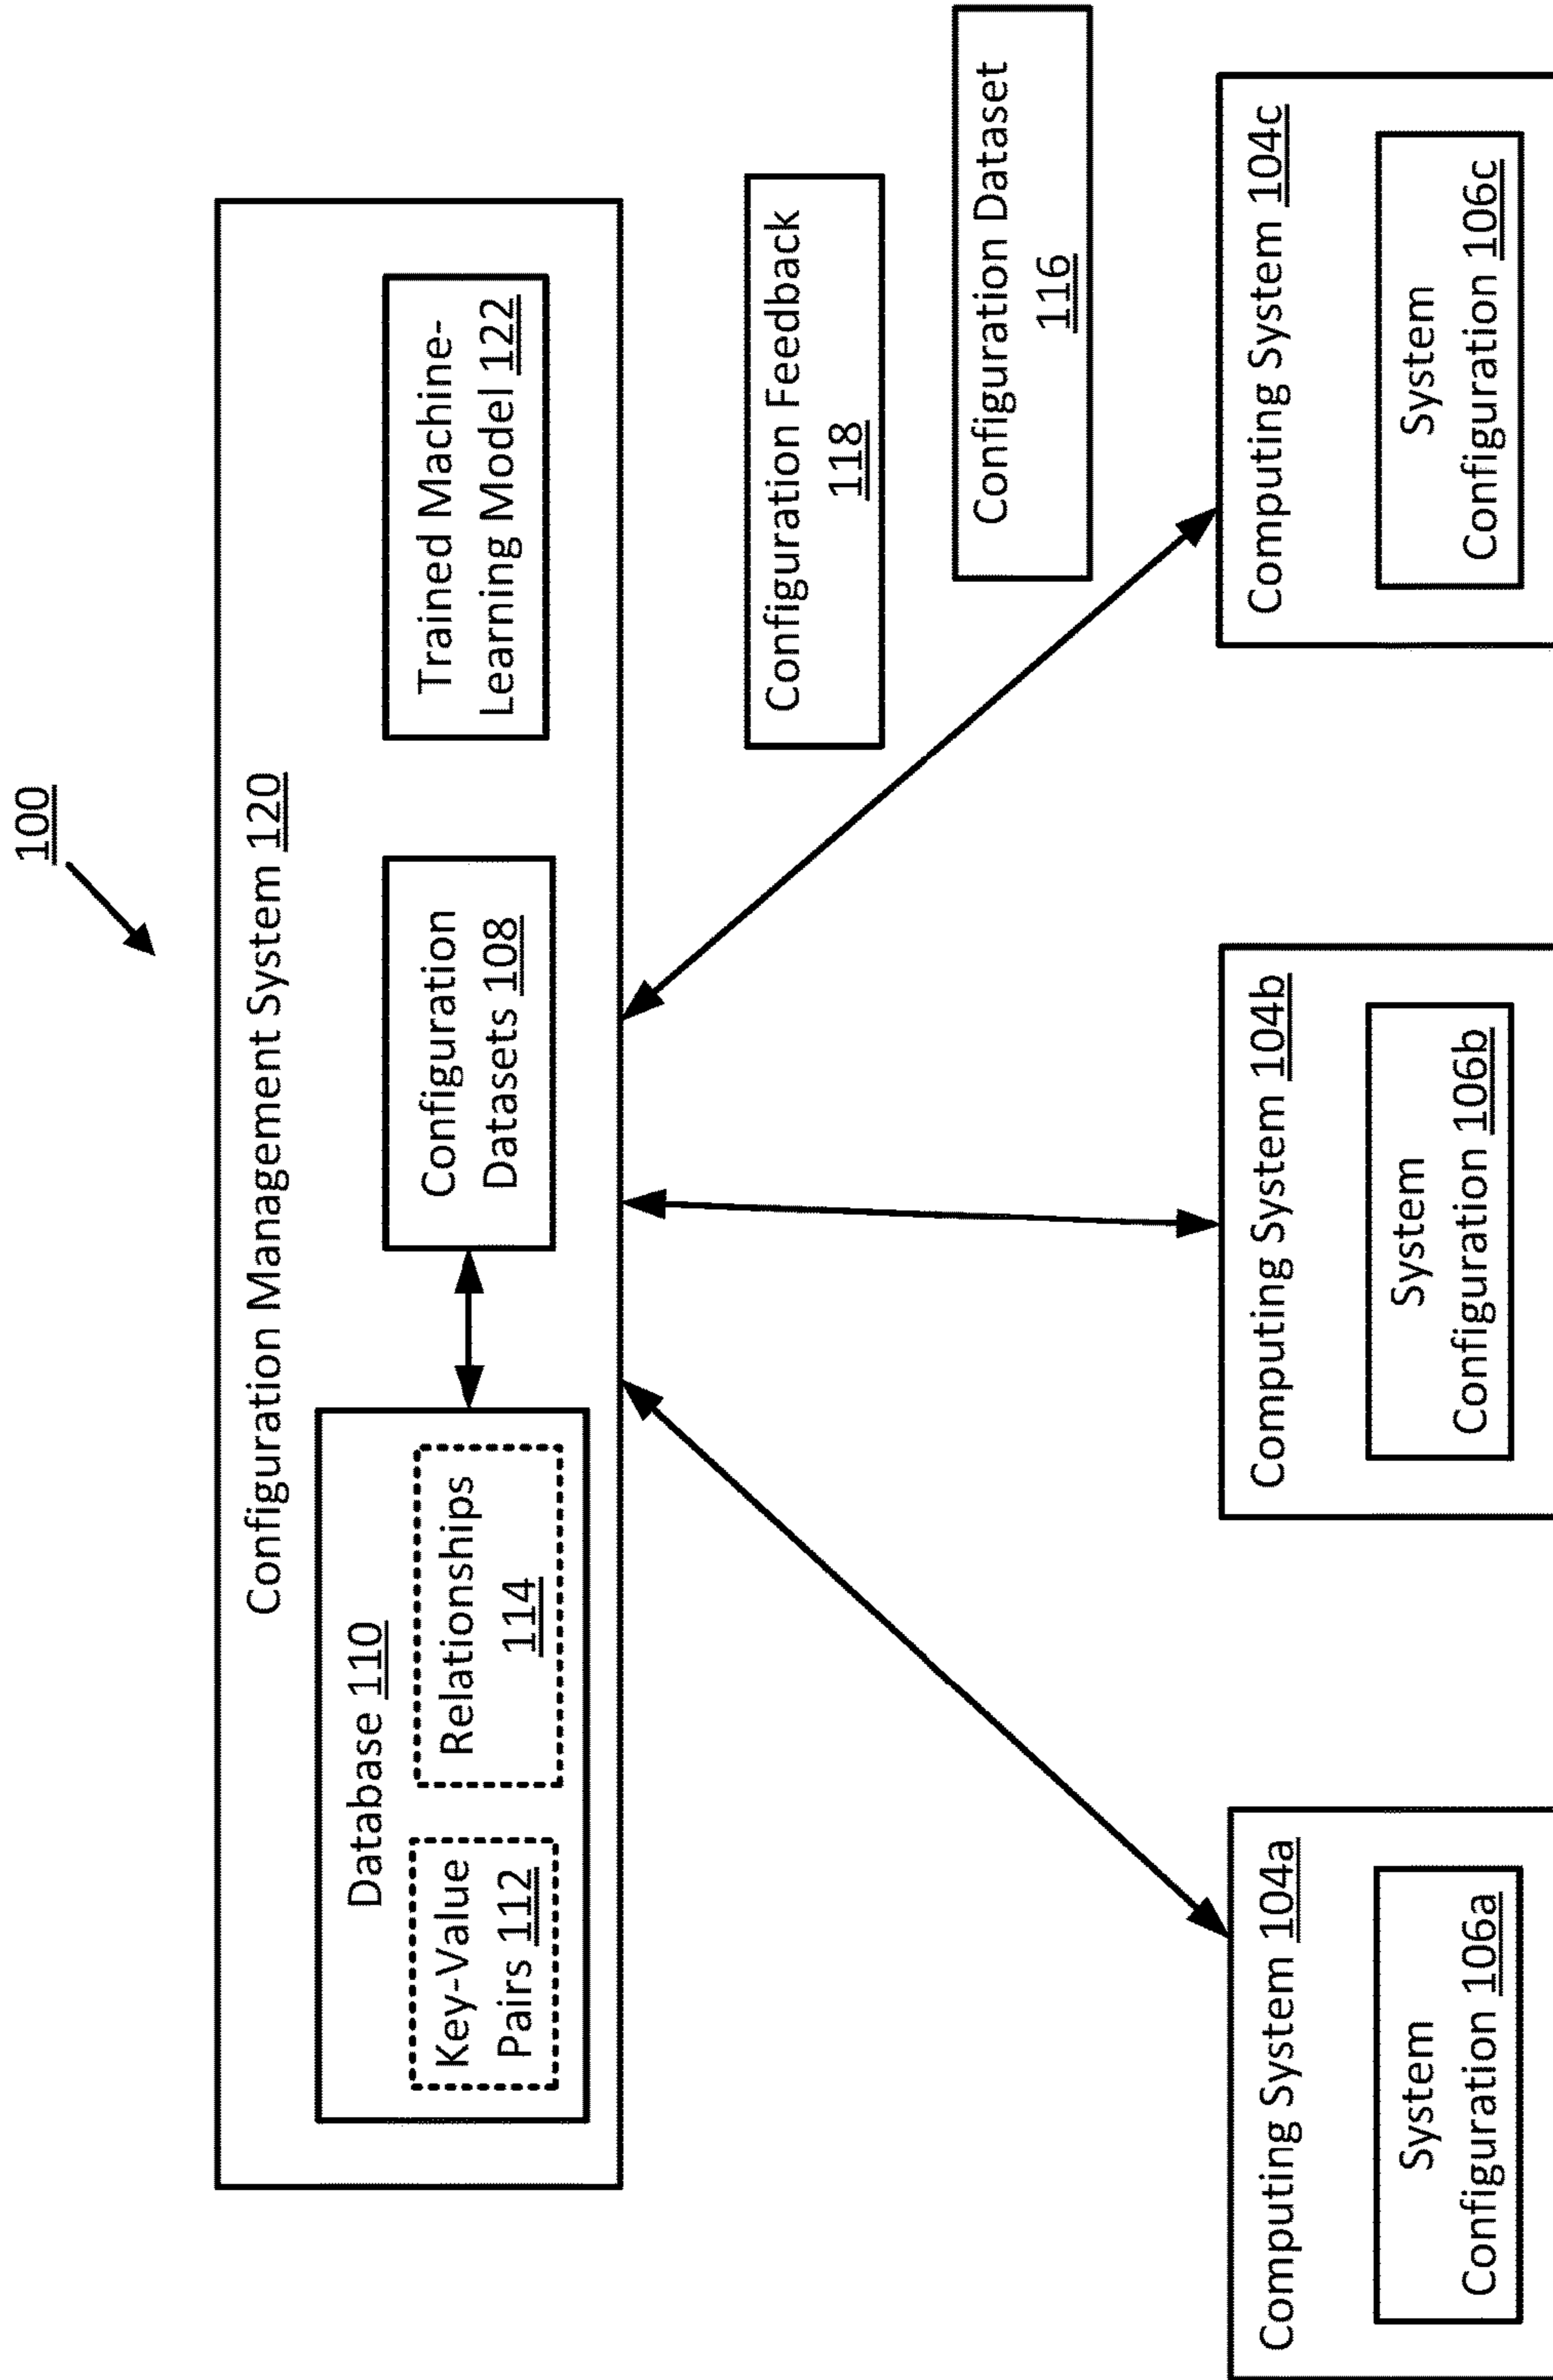 100
Configuration Management System 120
Database 110
Key-Value
Pairs 112
Relationships
114
Configuration
Datasets 108
Trained Machine-
Learning Model 122
Configuration Feedback
118
Configuration Dataset
116
Computing System 104a
System
Configuration 106a
Computing System 104b
System
Configuration 106b
Computing System 104c
System
Configuration 106c